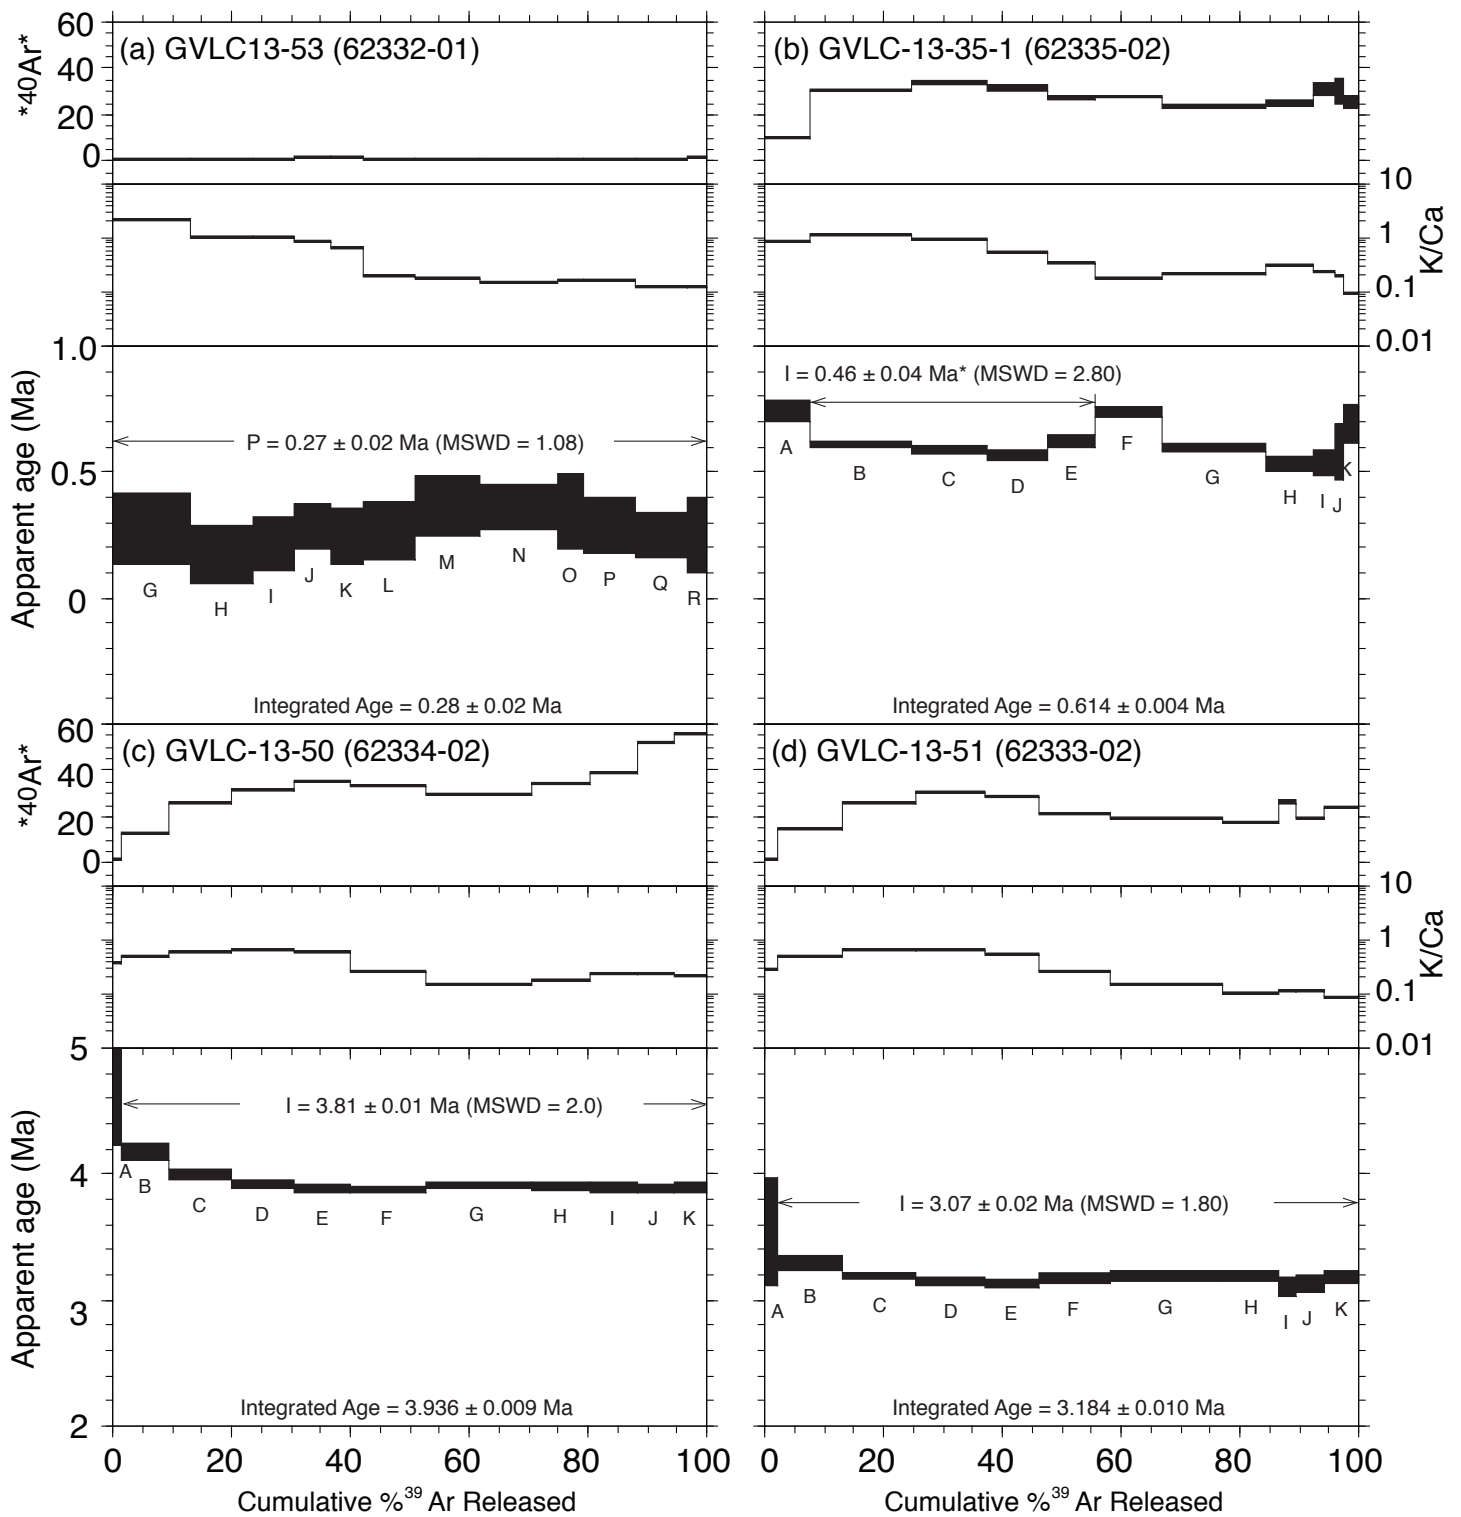 60
40
20
0
*40Ar*
(a) GVLC13-53 (62332-01)
(b) GVLC-13-35-1 (62335-02)
10
1
0.1
0.01
K/Ca
1.0
0.5
0
Apparent age (Ma)
P = 0.27 ± 0.02 Ma (MSWD = 1.08)
G H I J K L M N O P Q R
Integrated Age = 0.28 ± 0.02 Ma
I = 0.46 ± 0.04 Ma* (MSWD = 2.80)
A B C D E F G H I J K
Integrated Age = 0.614 ± 0.004 Ma
60
40
20
0
*40Ar*
(c) GVLC-13-50 (62334-02)
(d) GVLC-13-51 (62333-02)
10
1
0.1
0.01
K/Ca
5
4
3
2
Apparent age (Ma)
I = 3.81 ± 0.01 Ma (MSWD = 2.0)
A B C D E F G H I J K
Integrated Age = 3.936 ± 0.009 Ma
I = 3.07 ± 0.02 Ma (MSWD = 1.80)
A B C D E F G H I J K
Integrated Age = 3.184 ± 0.010 Ma
0 20 40 60 80 100
0 20 40 60 80 100
Cumulative %³⁹ Ar Released
Cumulative %³⁹ Ar Released